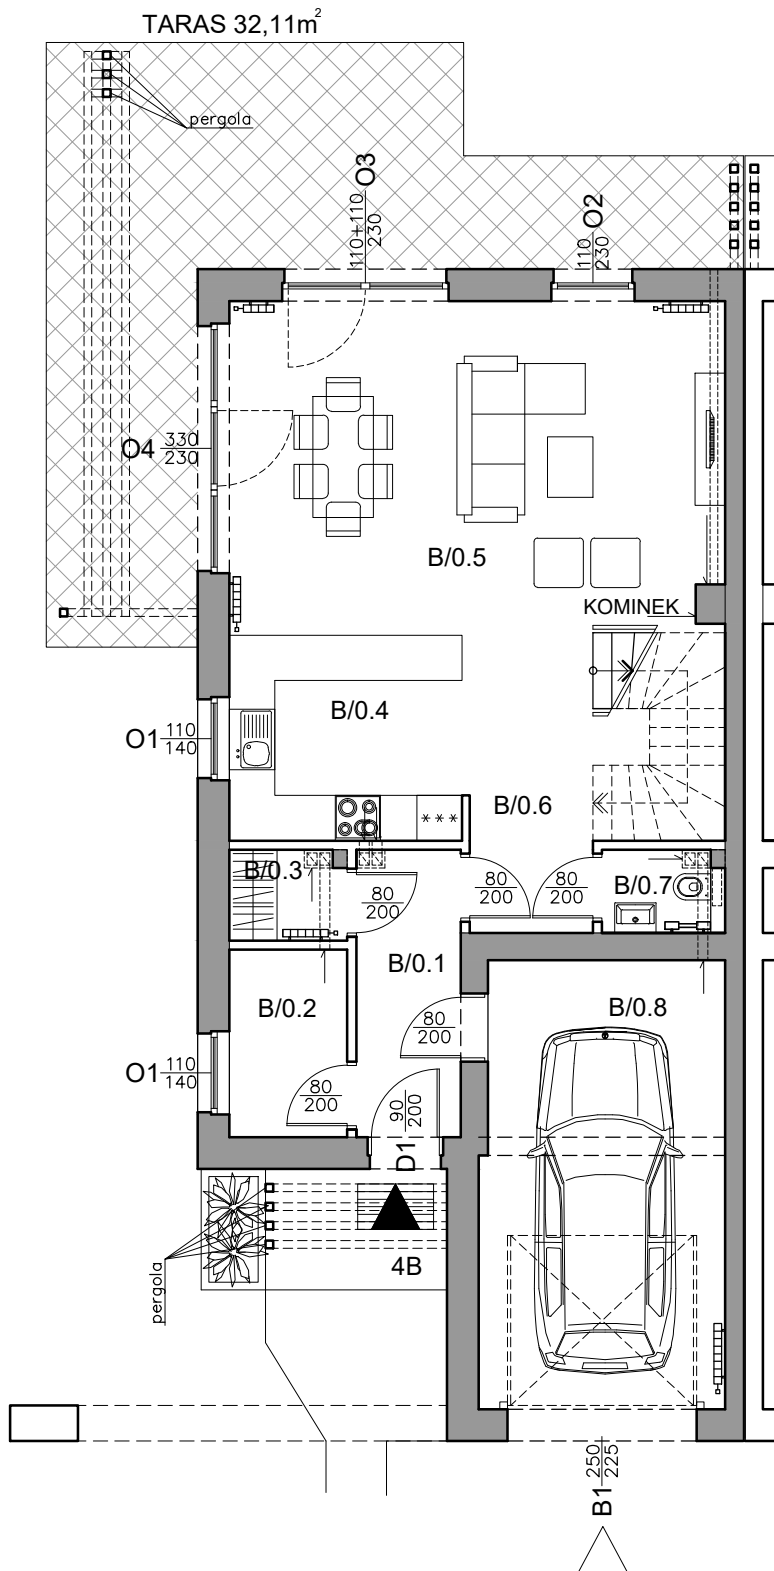 TARAS 32,11m²
pergola
110+110
230
O3
110
230
O2
O4
330
230
B/0.5
KOMINEK
B/0.4
O1
110
140
B/0.6
***
B/0.3
80
200
80
200
80
200
B/0.7
B/0.1
B/0.2
80
200
B/0.8
O1
110
140
80
200
90
200
D1
4B
pergola
B1
250
225